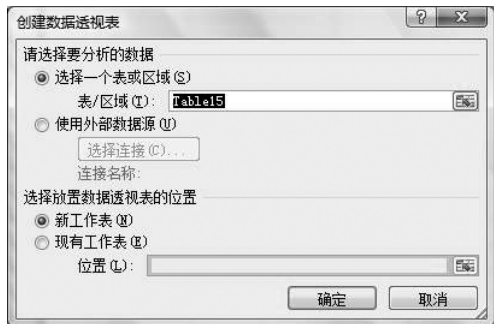 创建数据透视表
请选择要分析的数据
选择一个表或区域(S)
表/区域(T): Table15
使用外部数据源(U)
选择连接(C)...
连接名称:
选择放置数据透视表的位置
新工作表(N)
现有工作表(E)
位置(L):
确定 取消